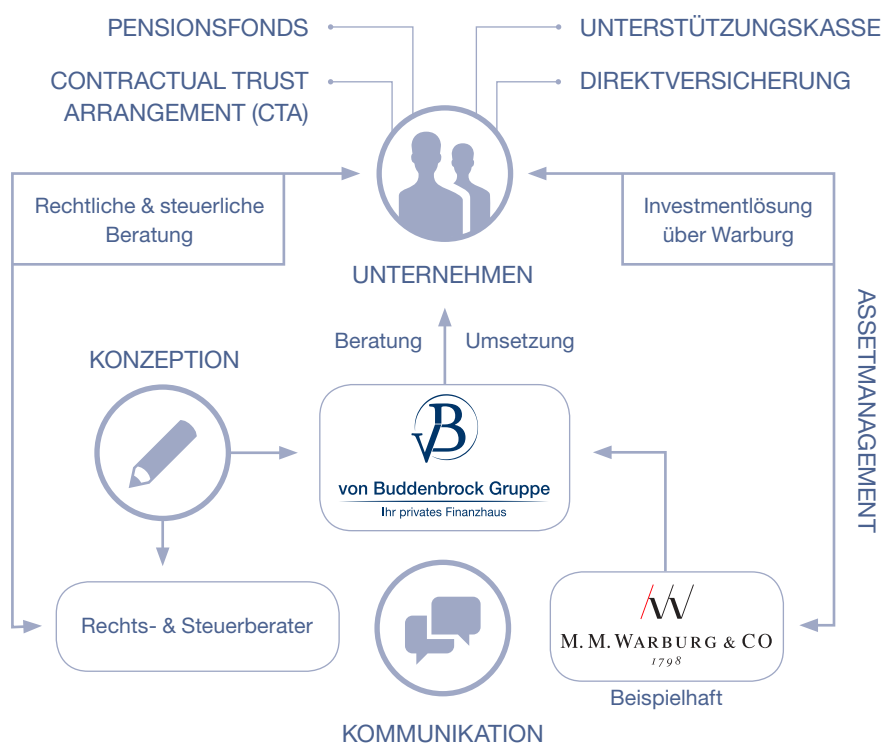 PENSIONSFONDS
UNTERSTÜTZUNGSKASSE
CONTRACTUAL TRUST
ARRANGEMENT (CTA)
DIREKTVERSICHERUNG
Rechtliche & steuerliche
Beratung
Investmentlösung
über Warburg
UNTERNEHMEN
ASSETMANAGEMENT
Beratung
Umsetzung
KONZEPTION
VB
von Buddenbrock Gruppe
Ihr privates Finanzhaus
Rechts- & Steuerberater
M. M. WARBURG & CO
1798
Beispielhaft
KOMMUNIKATION